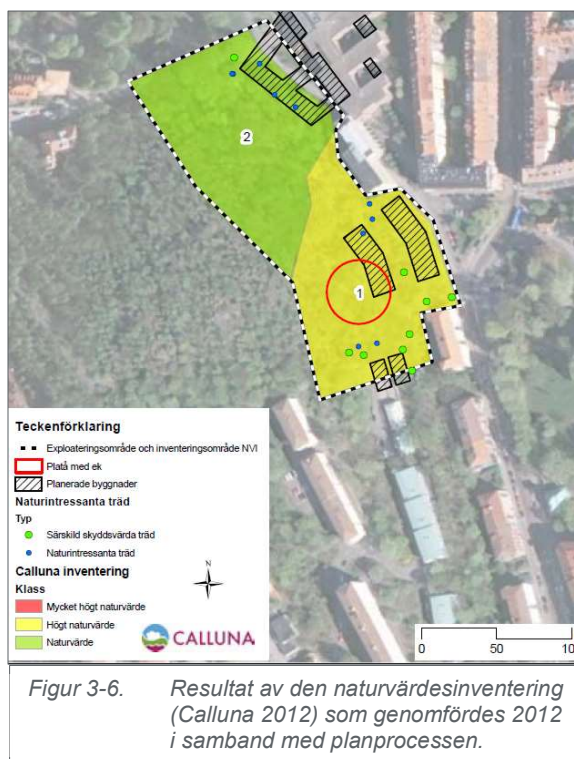 2
1
Teckenförklaring
Exploateringsområde och inventeringsområde NVI
Platå med ek
Planerade byggnader
Naturintressanta träd
Typ
Särskild skyddsvärda träd
Naturintressanta träd
Calluna inventering
Klass
Mycket högt naturvärde
Högt naturvärde
Naturvärde
N
CALLUNA
0 50 10
Figur 3-6. Resultat av den naturvärdesinventering
(Calluna 2012) som genomfördes 2012
i samband med planprocessen.